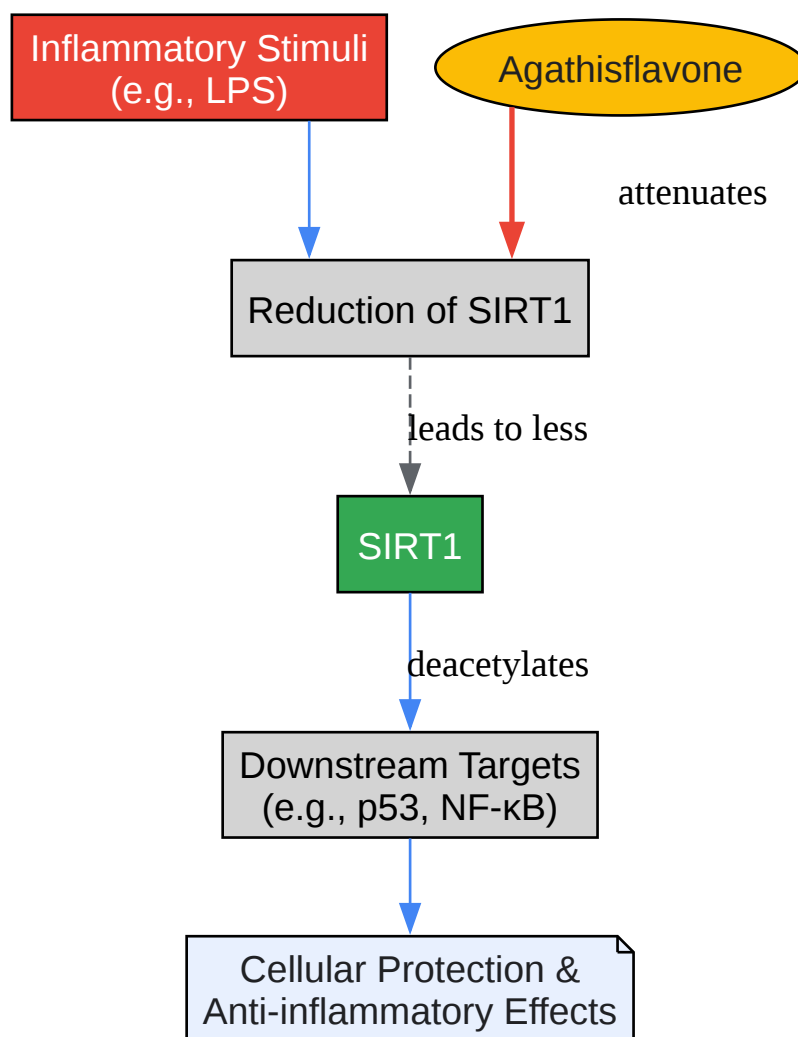 Inflammatory Stimuli
(e.g., LPS)
Agathisflavone
attenuates
Reduction of SIRT1
leads to less
SIRT1
deacetylates
Downstream Targets
(e.g., p53, NF-κB)
Cellular Protection &
Anti-inflammatory Effects